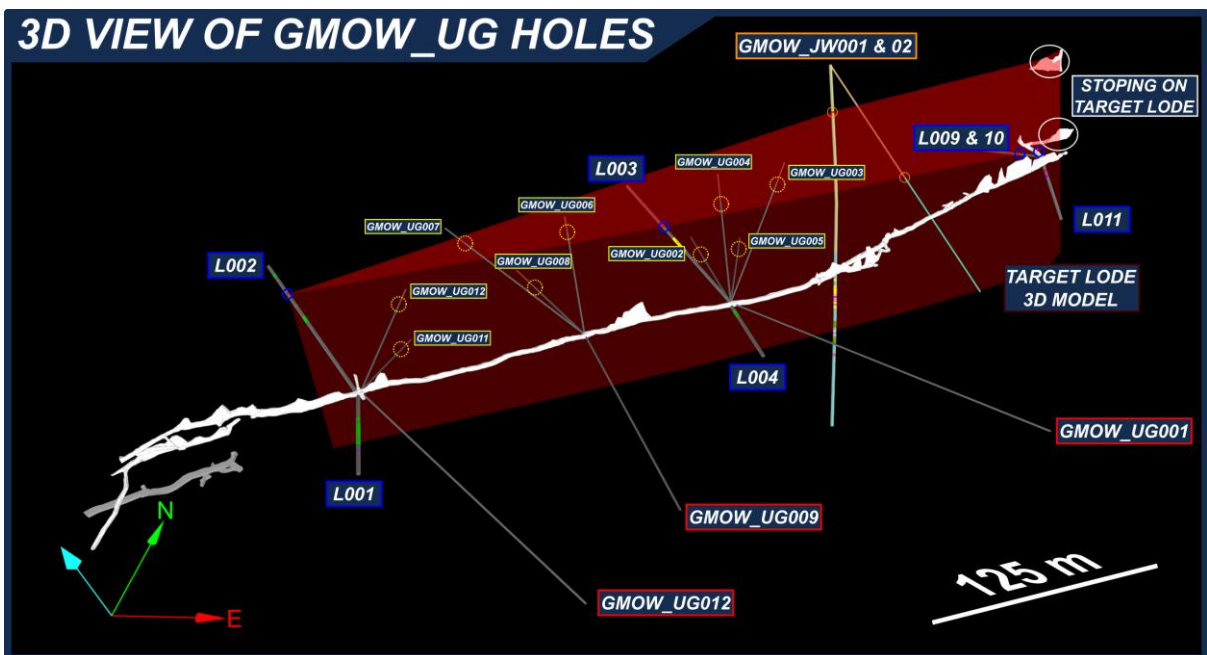 3D VIEW OF GMOW_UG HOLES
GMOW_JW001 & 02
STOPING ON
TARGET LODE
L009 & 10
GMOW_UG004
L003
GMOW_UG003
GMOW_UG006
GMOW_UG007
L011
GMOW_UG005
GMOW_UG002
GMOW_UG008
L002
TARGET LODE
3D MODEL
GMOW_UG012
GMOW_UG011
L004
GMOW_UG001
L001
N
GMOW_UG009
125 m
GMOW_UG012
E